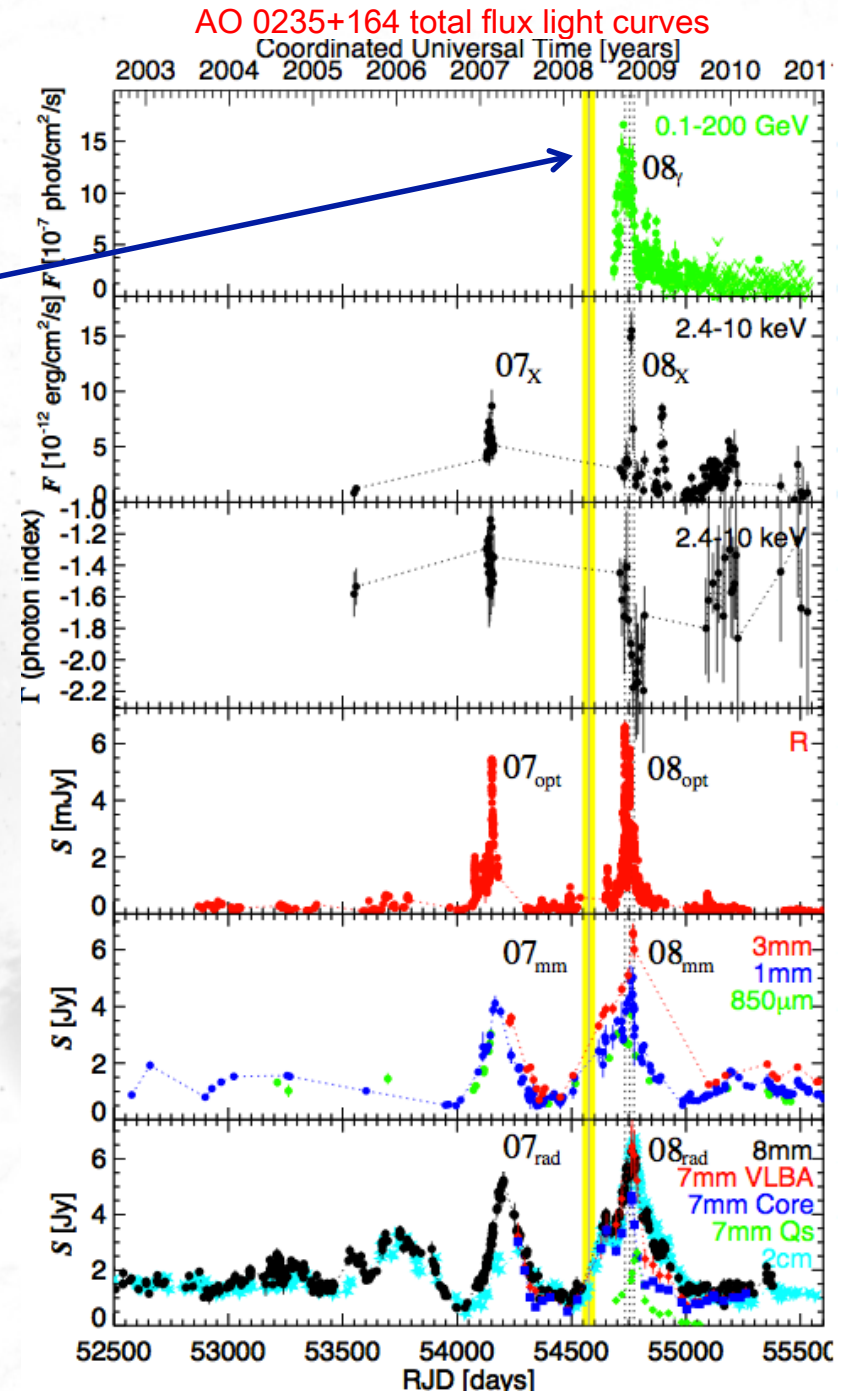 AO 0235+164 total flux light curves
Coordinated Universal Time [years]
2003 2004 2005 2006 2007 2008 2009 2010 201
F [10⁻⁷ phot/cm²/s]
15
10
5
0
0.1-200 GeV
08γ
F [10⁻¹² erg/cm²/s]
15
10
5
0
2.4-10 keV
07X
08X
Γ (photon index)
-1.0
-1.2
-1.4
-1.6
-1.8
-2.0
-2.2
2.4-10 keV
S [mJy]
6
4
2
0
R
07opt
08opt
S [Jy]
6
4
2
0
07mm
08mm
3mm
1mm
850μm
S [Jy]
6
4
2
0
07rad
08rad
8mm
7mm VLBA
7mm Core
7mm Qs
2cm
52500 53000 53500 54000 54500 55000 5550
RJD [days]